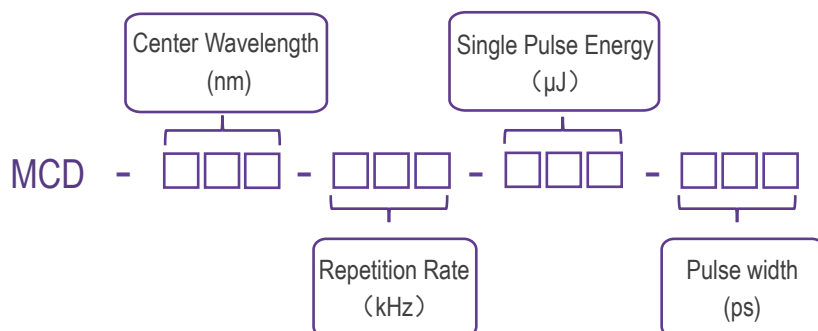 Center Wavelength
(nm)
Single Pulse Energy
（μJ）
MCD - □□□ - □□□ - □□□ - □□□
Repetition Rate
（kHz）
Pulse width
(ps)